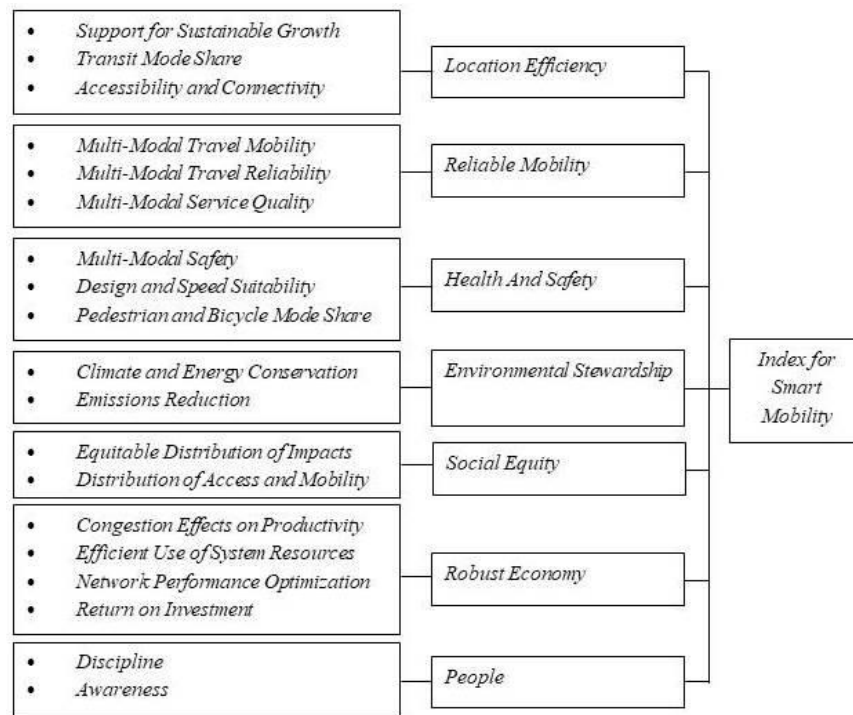 • Support for Sustainable Growth
• Transit Mode Share
• Accessibility and Connectivity
Location Efficiency
• Multi-Modal Travel Mobility
• Multi-Modal Travel Reliability
• Multi-Modal Service Quality
Reliable Mobility
• Multi-Modal Safety
• Design and Speed Suitability
• Pedestrian and Bicycle Mode Share
Health And Safety
• Climate and Energy Conservation
• Emissions Reduction
Environmental Stewardship
• Equitable Distribution of Impacts
• Distribution of Access and Mobility
Social Equity
• Congestion Effects on Productivity
• Efficient Use of System Resources
• Network Performance Optimization
• Return on Investment
Robust Economy
• Discipline
• Awareness
People
Index for
Smart
Mobility